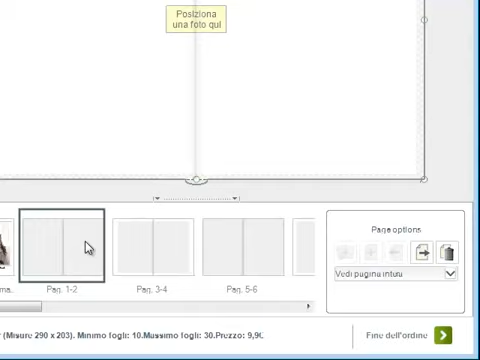 Posiziona
una foto qui
Page options
Vedi pagina intera
ma.
Pag. 1-2
Pag. 3-4
Pag. 5-6
(Misure 290 x 203). Minimo fogli: 10.Massimo fogli: 30.Prezzo: 9,9€
Fine dell'ordine